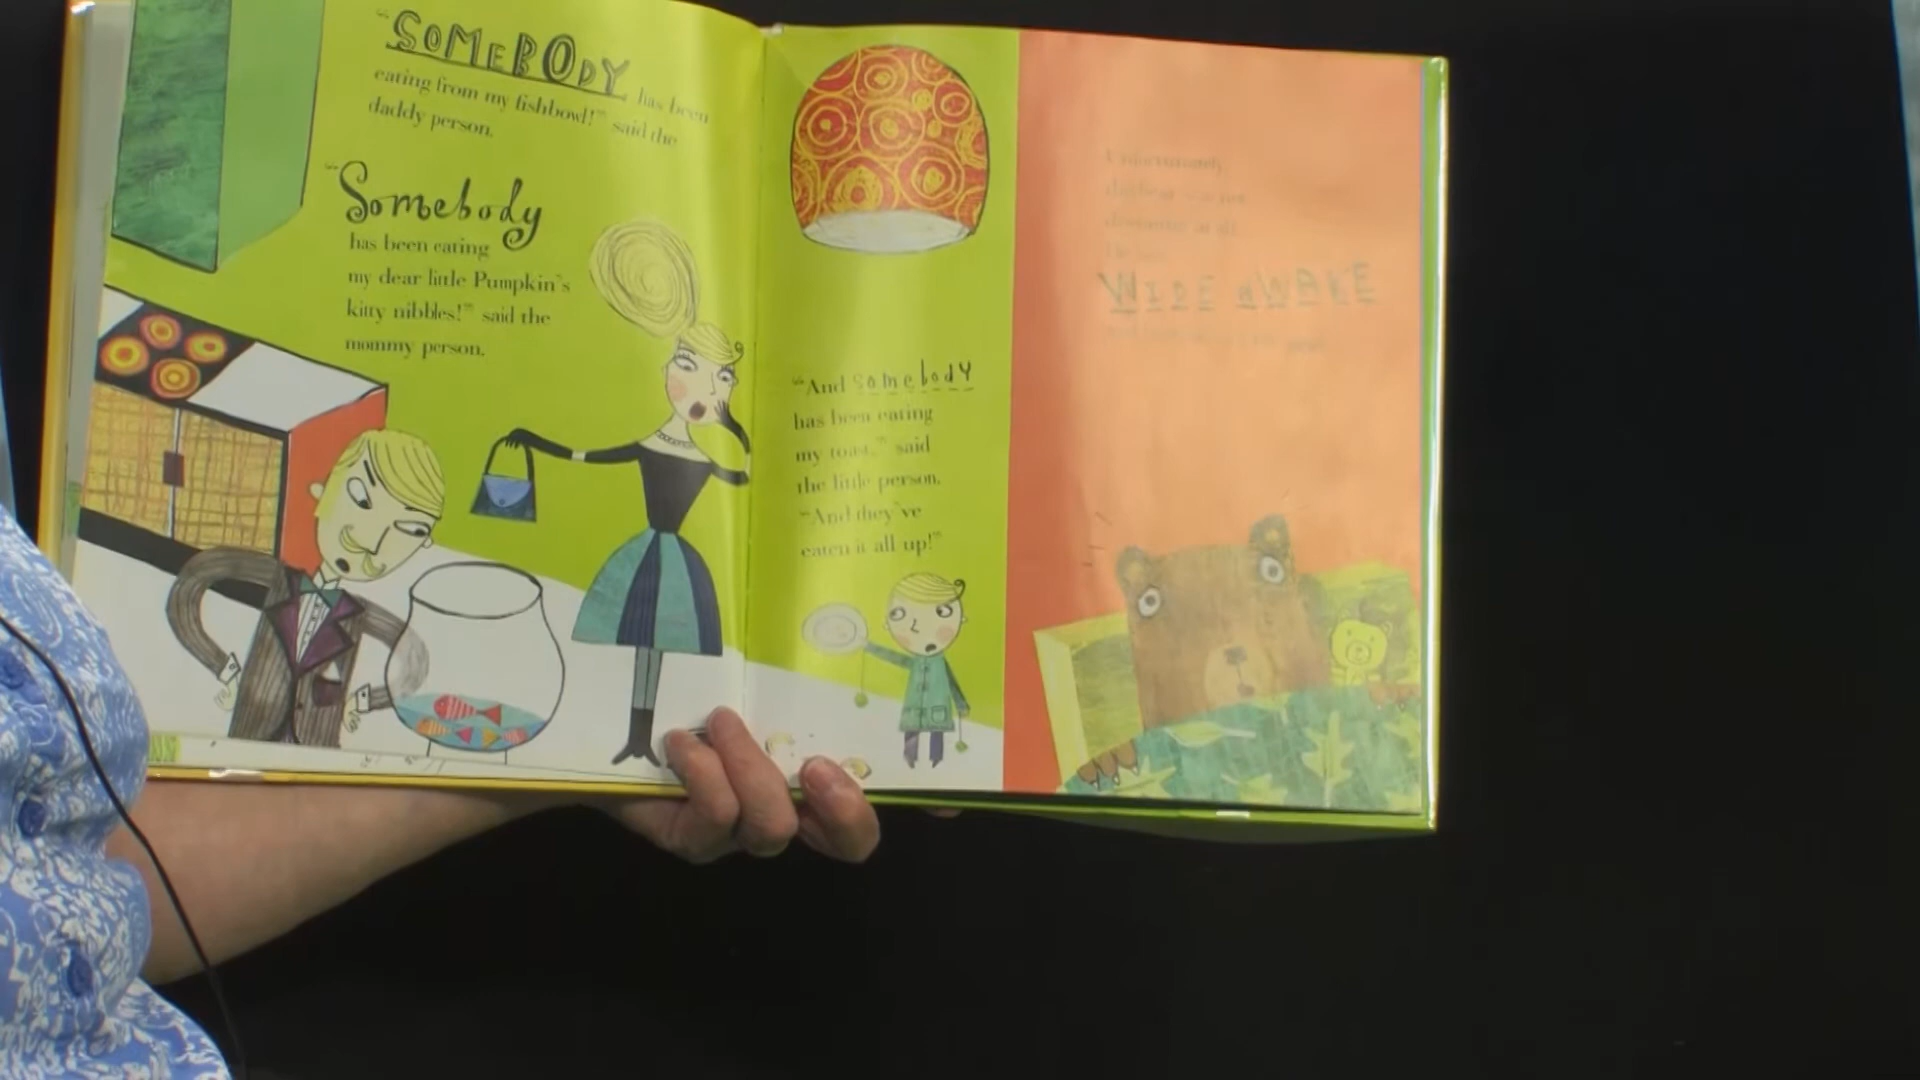 "SOMEBODY has been
eating from my fishbowl!" said the
daddy person.
"Somebody
has been eating
my dear little Pumpkin's
kitty nibbles!" said the
mommy person.
"And somebody
has been eating
my toast," said
the little person.
"And they've
eaten it all up!"
Unfortunately
WIDE AWAKE